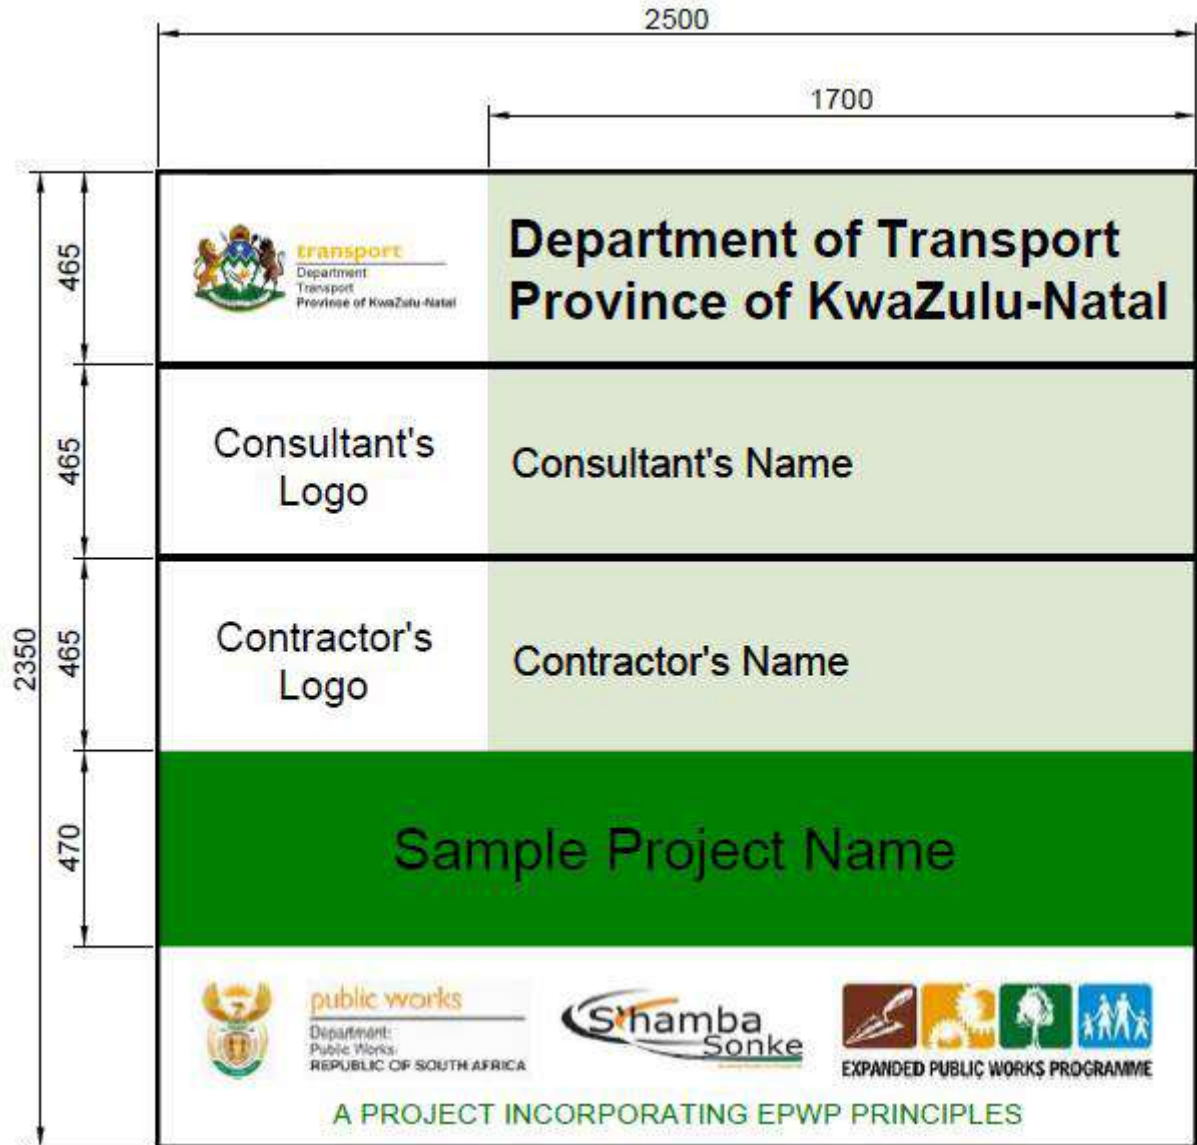 2500
1700
465
transport
Department
Transport
Province of KwaZulu-Natal
Department of Transport
Province of KwaZulu-Natal
465
Consultant's
Logo
Consultant's Name
2350
465
Contractor's
Logo
Contractor's Name
470
Sample Project Name
public works
Department:
Public Works
REPUBLIC OF SOUTH AFRICA
S'hamba
Sonke
EXPANDED PUBLIC WORKS PROGRAMME
A PROJECT INCORPORATING EPWP PRINCIPLES